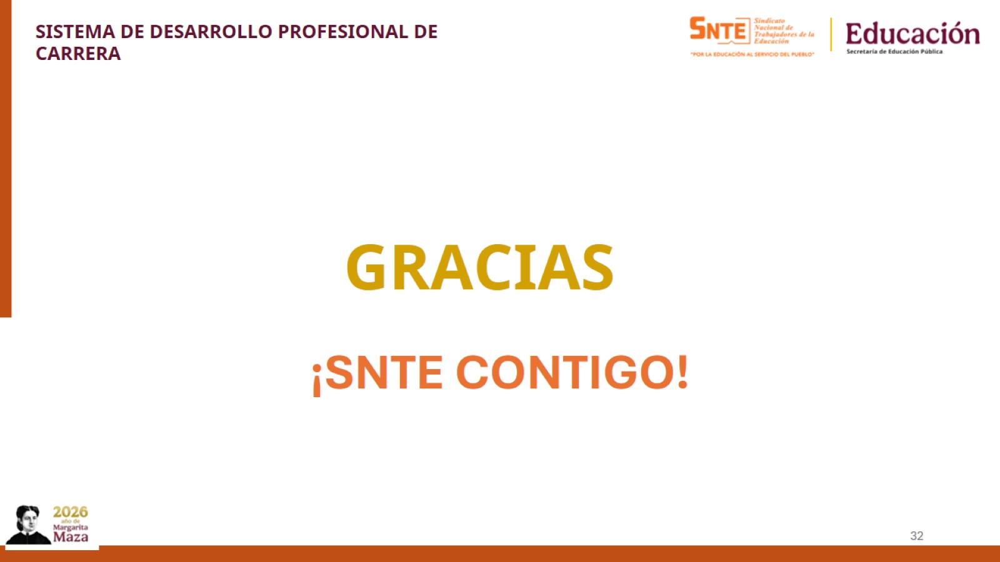 SISTEMA DE DESARROLLO PROFESIONAL DE
CARRERA
SNTE
Sindicato
Nacional de
Trabajadores de la
Educación
"POR LA EDUCACIÓN AL SERVICIO DEL PUEBLO"
Educación
Secretaría de Educación Pública
GRACIAS
¡SNTE CONTIGO!
2026
año de
Margarita
Maza
32